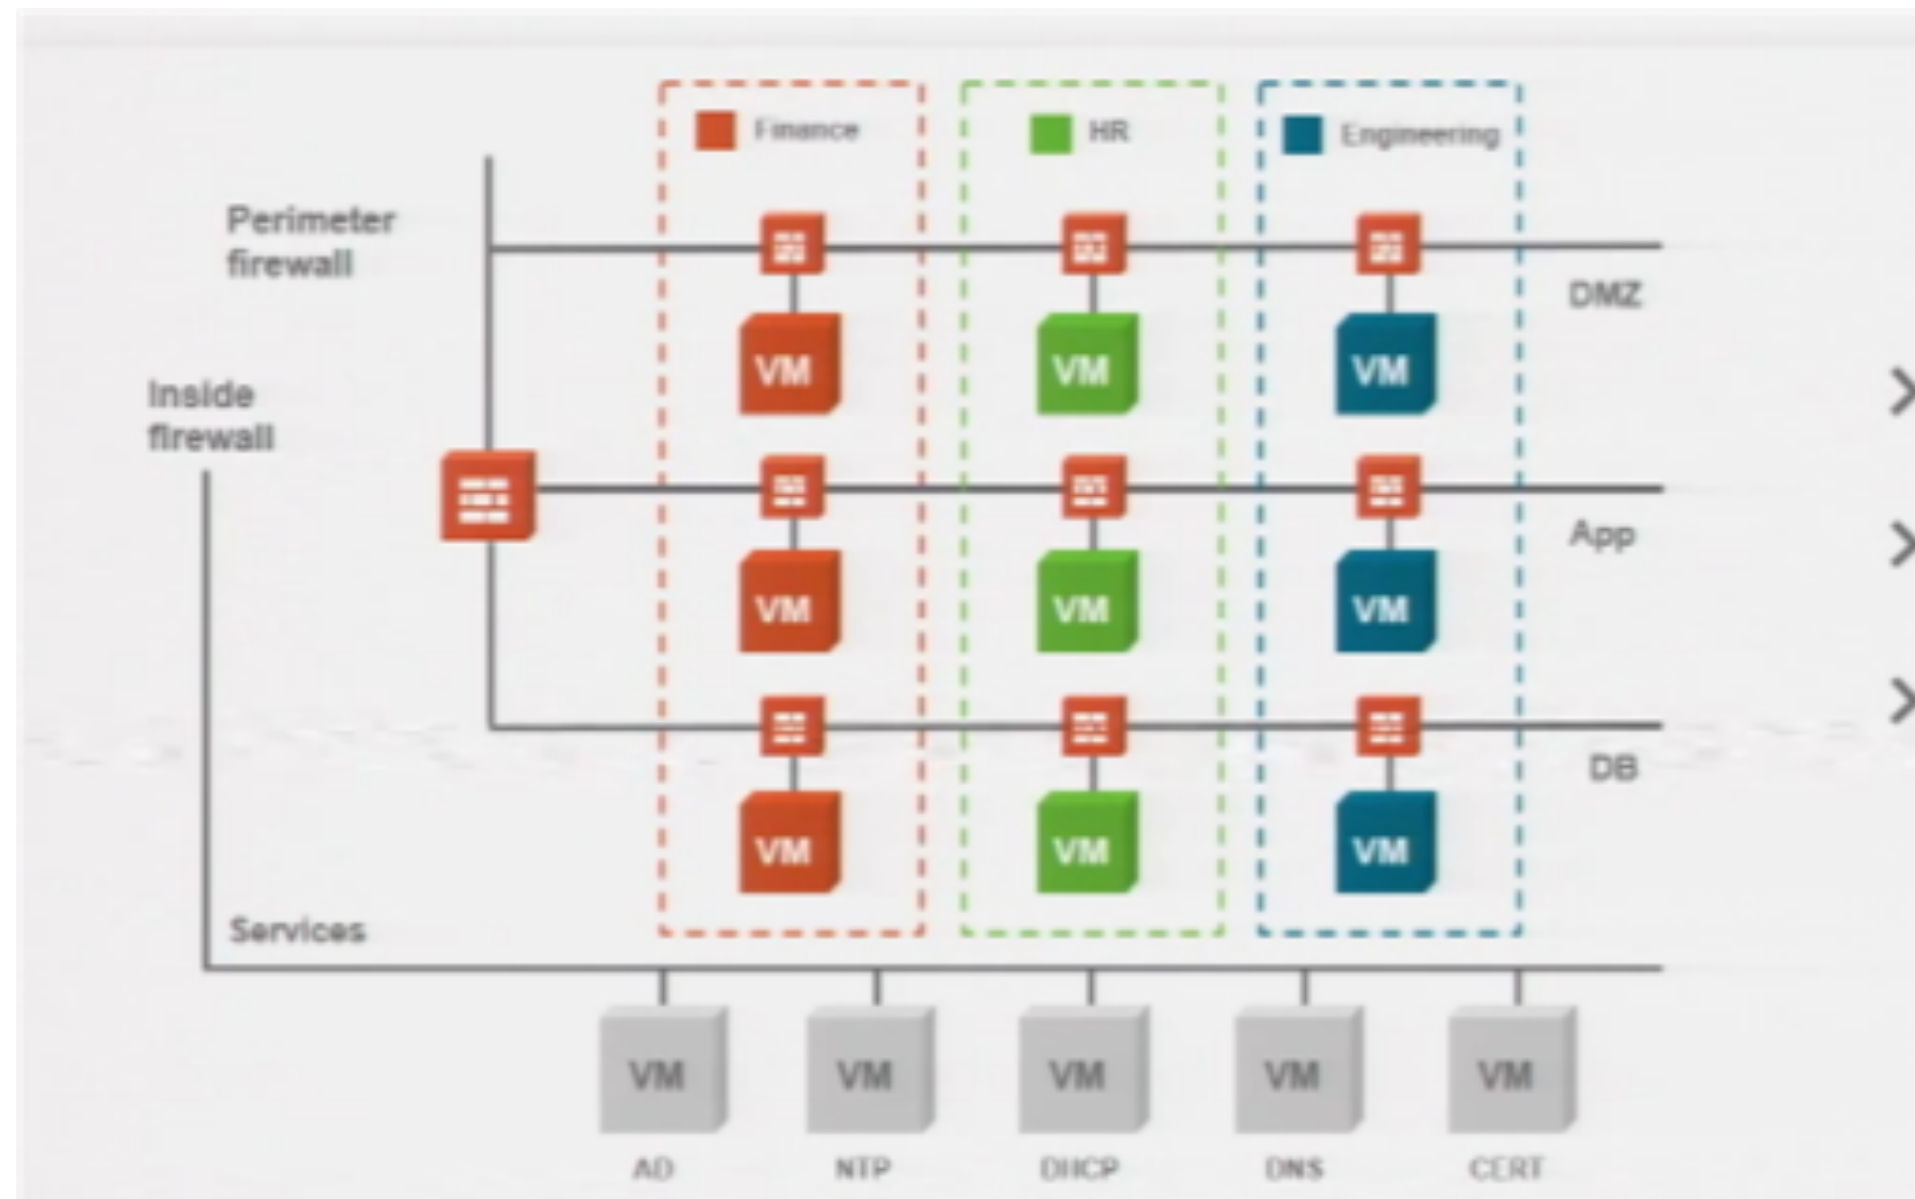 Finance
HR
Engineering
Perimeter
firewall
DMZ
VM
VM
VM
Inside
firewall
App
VM
VM
VM
DB
VM
VM
VM
Services
VM
VM
VM
VM
VM
AD
NTP
DHCP
DNS
CERT